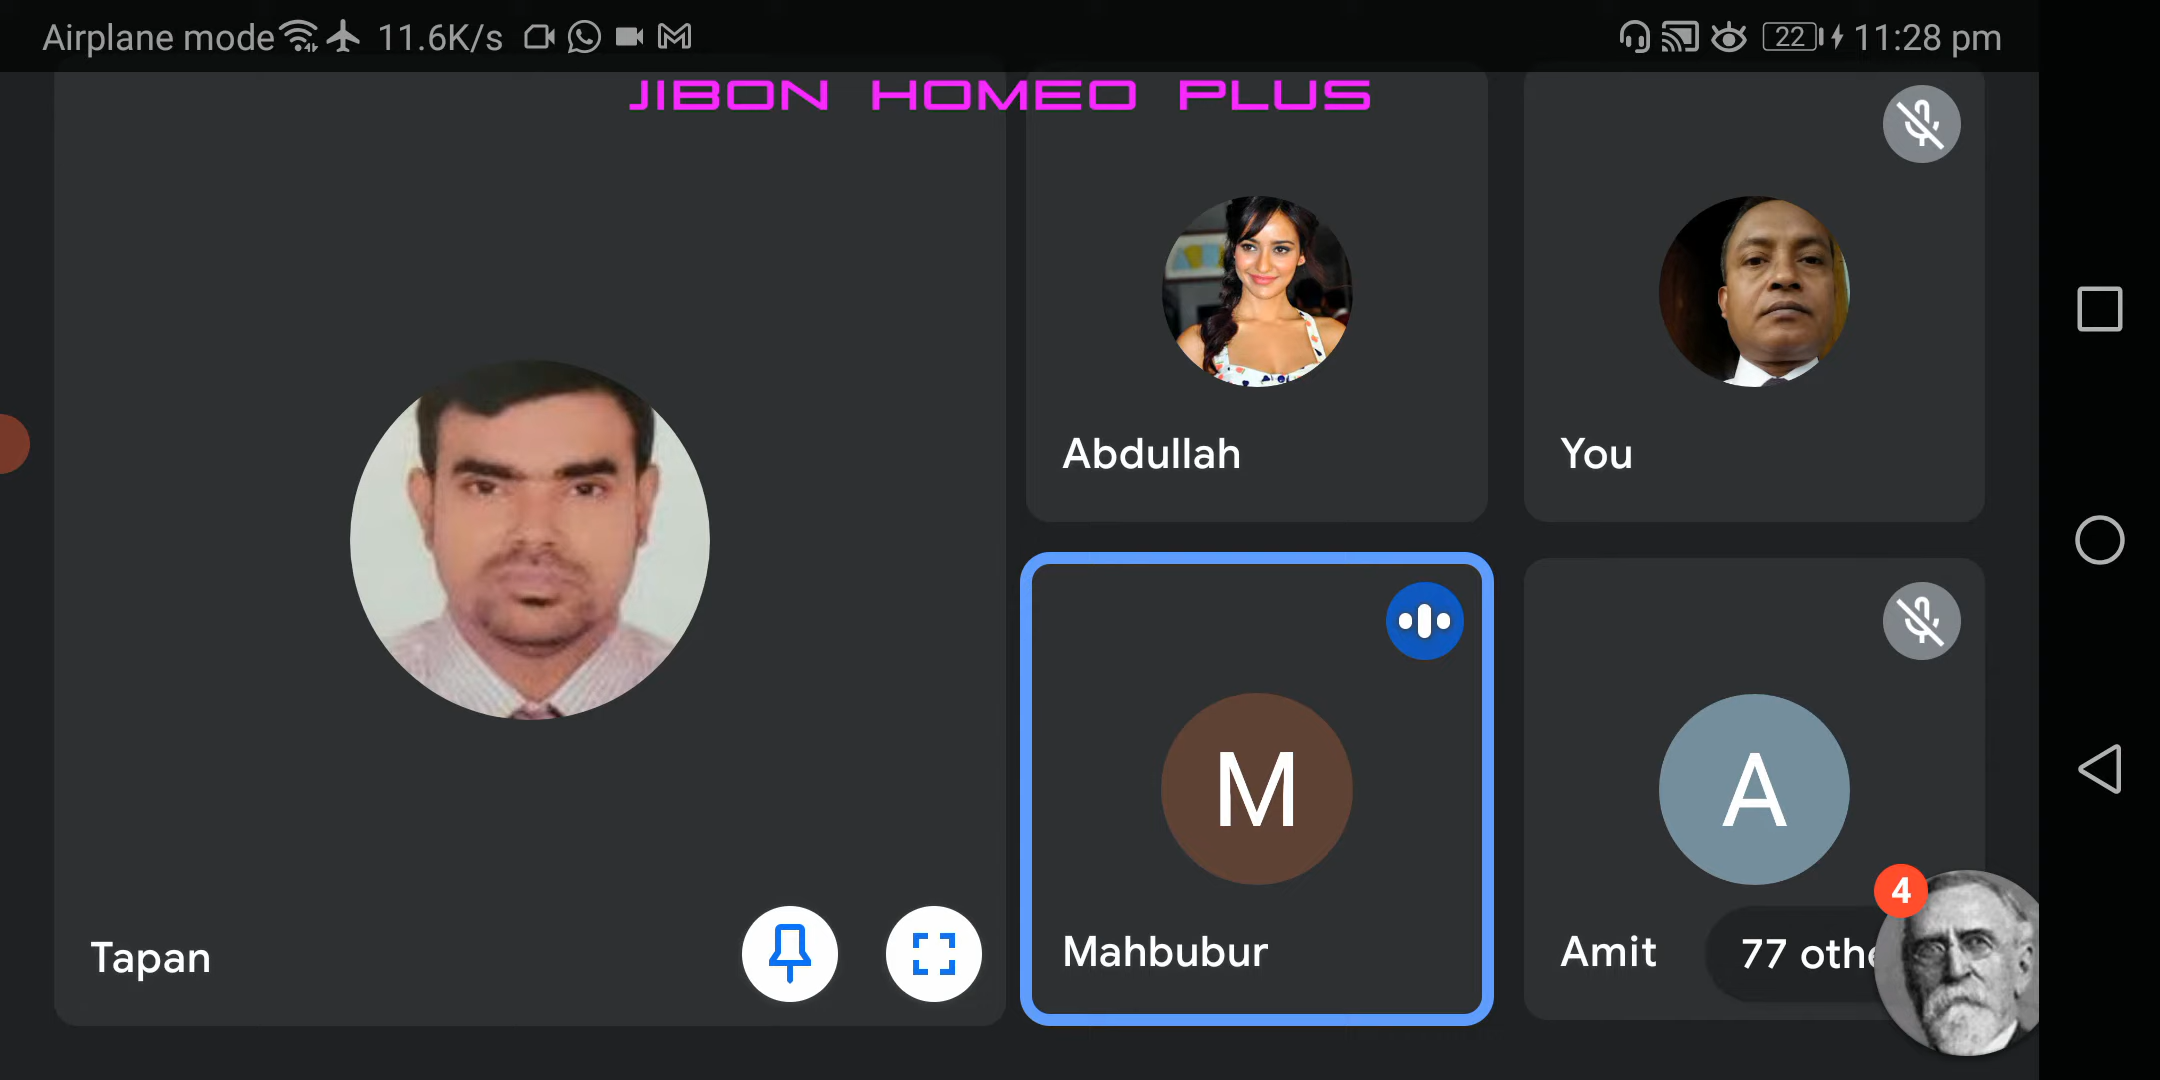 Airplane mode 11.6K/s 22 11:28 pm
JIBON HOMEO PLUS
Abdullah
You
Tapan
M
Mahbubur
A
Amit
77 othe
4